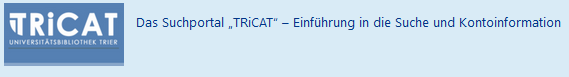 TRiCAT
UNIVERSITÄTSBIBLIOTHEK TRIER
Das Suchportal „TRiCAT“ – Einführung in die Suche und Kontoinformation